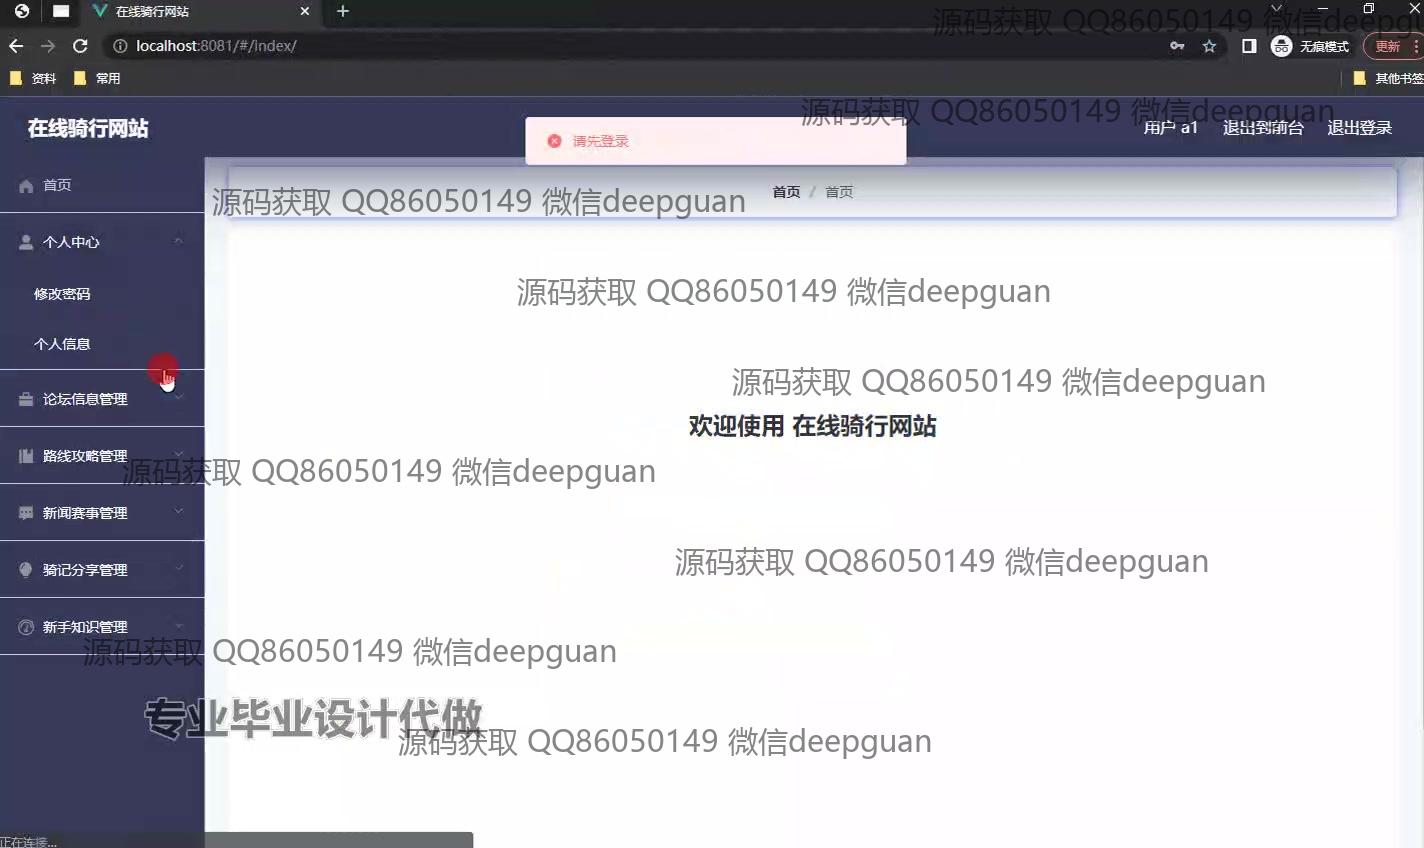 在线骑行网站
源码获取 QQ86050149 微信deepgu
localhost:8081/#/index/
无痕模式
更新
资料
常用
其他书签
源码获取 QQ86050149 微信deepguan
在线骑行网站
请先登录
用户 a1
退出到前台
退出登录
首页
首页 / 首页
源码获取 QQ86050149 微信deepguan
个人中心
修改密码
源码获取 QQ86050149 微信deepguan
个人信息
源码获取 QQ86050149 微信deepguan
论坛信息管理
欢迎使用 在线骑行网站
路线攻略管理
源码获取 QQ86050149 微信deepguan
新闻赛事管理
源码获取 QQ86050149 微信deepguan
骑记分享管理
新手知识管理
源码获取 QQ86050149 微信deepguan
专业毕业设计代做
源码获取 QQ86050149 微信deepguan
正在连接...